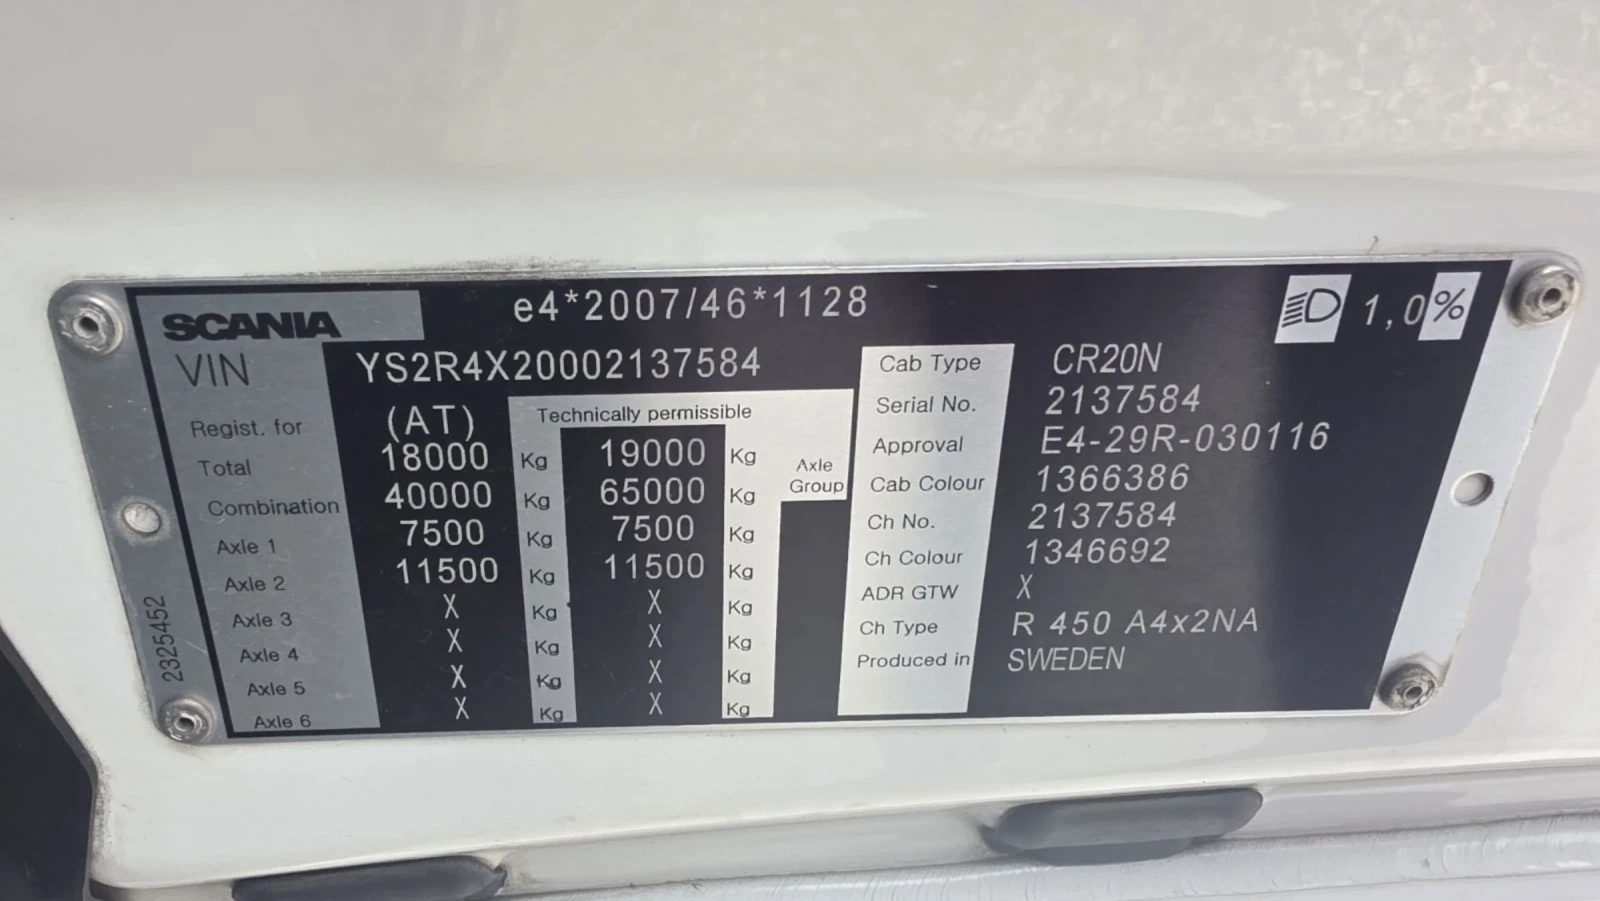 SCANIA e4*2007/46*1128 1,0%
VIN YS2R4X20002137584
Regist. for (AT) Technically permissible
Total 18000 Kg 19000 Kg Axle Group
Combination 40000 Kg 65000 Kg
Axle 1 7500 Kg 7500 Kg
Axle 2 11500 Kg 11500 Kg
Axle 3 X Kg X Kg
Axle 4 X Kg X Kg
Axle 5 X Kg X Kg
Axle 6 X Kg X Kg
Cab Type CR20N
Serial No. 2137584
Approval E4-29R-030116
Cab Colour 1366386
Ch No. 2137584
Ch Colour 1346692
ADR GTW X
Ch Type R 450 A4x2NA
Produced in SWEDEN
2325452